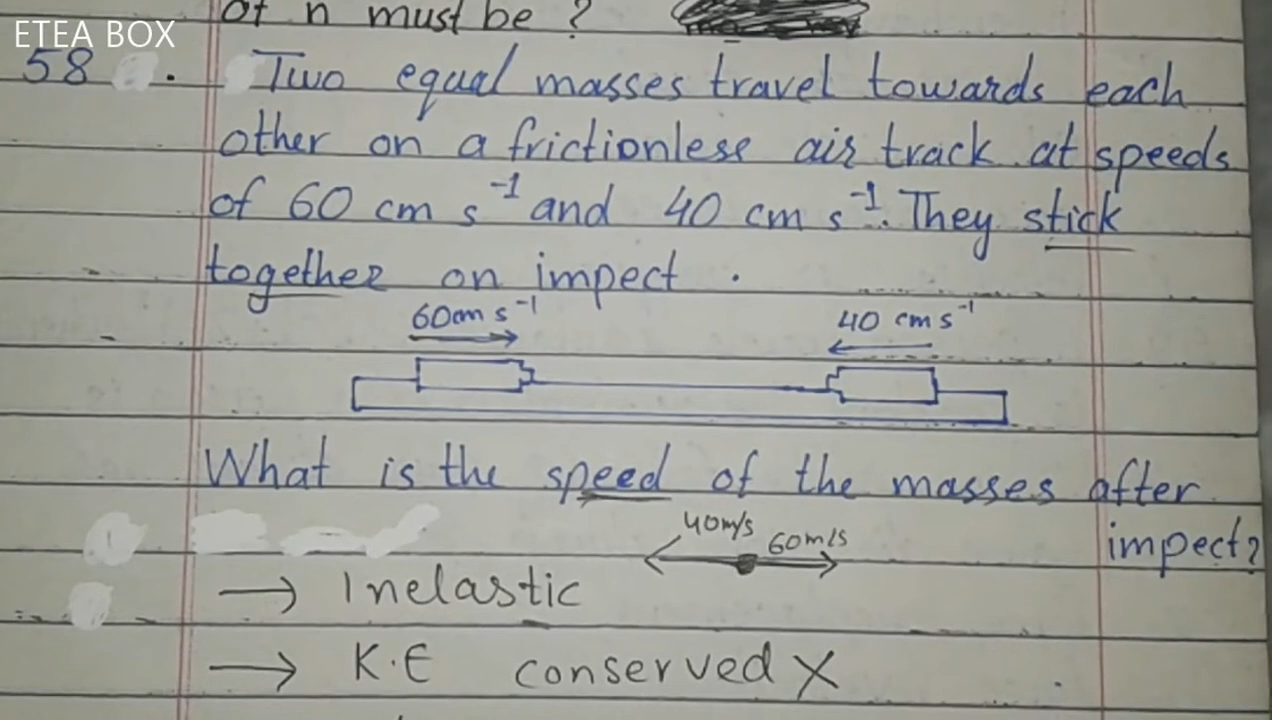 of n must be ?
ETEA BOX
58 . Two equal masses travel towards each
other on a frictionless air track at speeds
of 60 cm s⁻¹ and 40 cm s⁻¹. They stick
together on impect .
60cm s⁻¹ 40 cm s⁻¹
What is the speed of the masses after
impect?
40m/s 60m/s
→ Inelastic
→ K.E conserved X